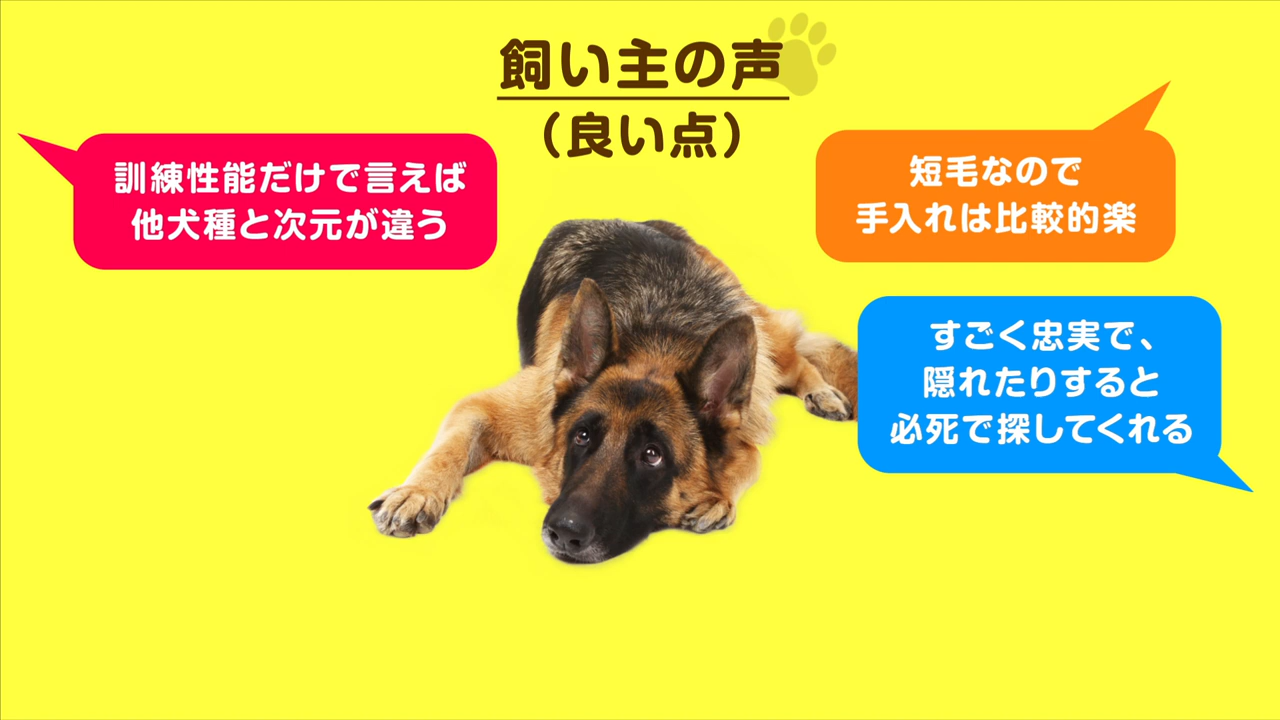 飼い主の声
（良い点）
訓練性能だけで言えば
他犬種と次元が違う
短毛なので
手入れは比較的楽
すごく忠実で、
隠れたりすると
必死で探してくれる